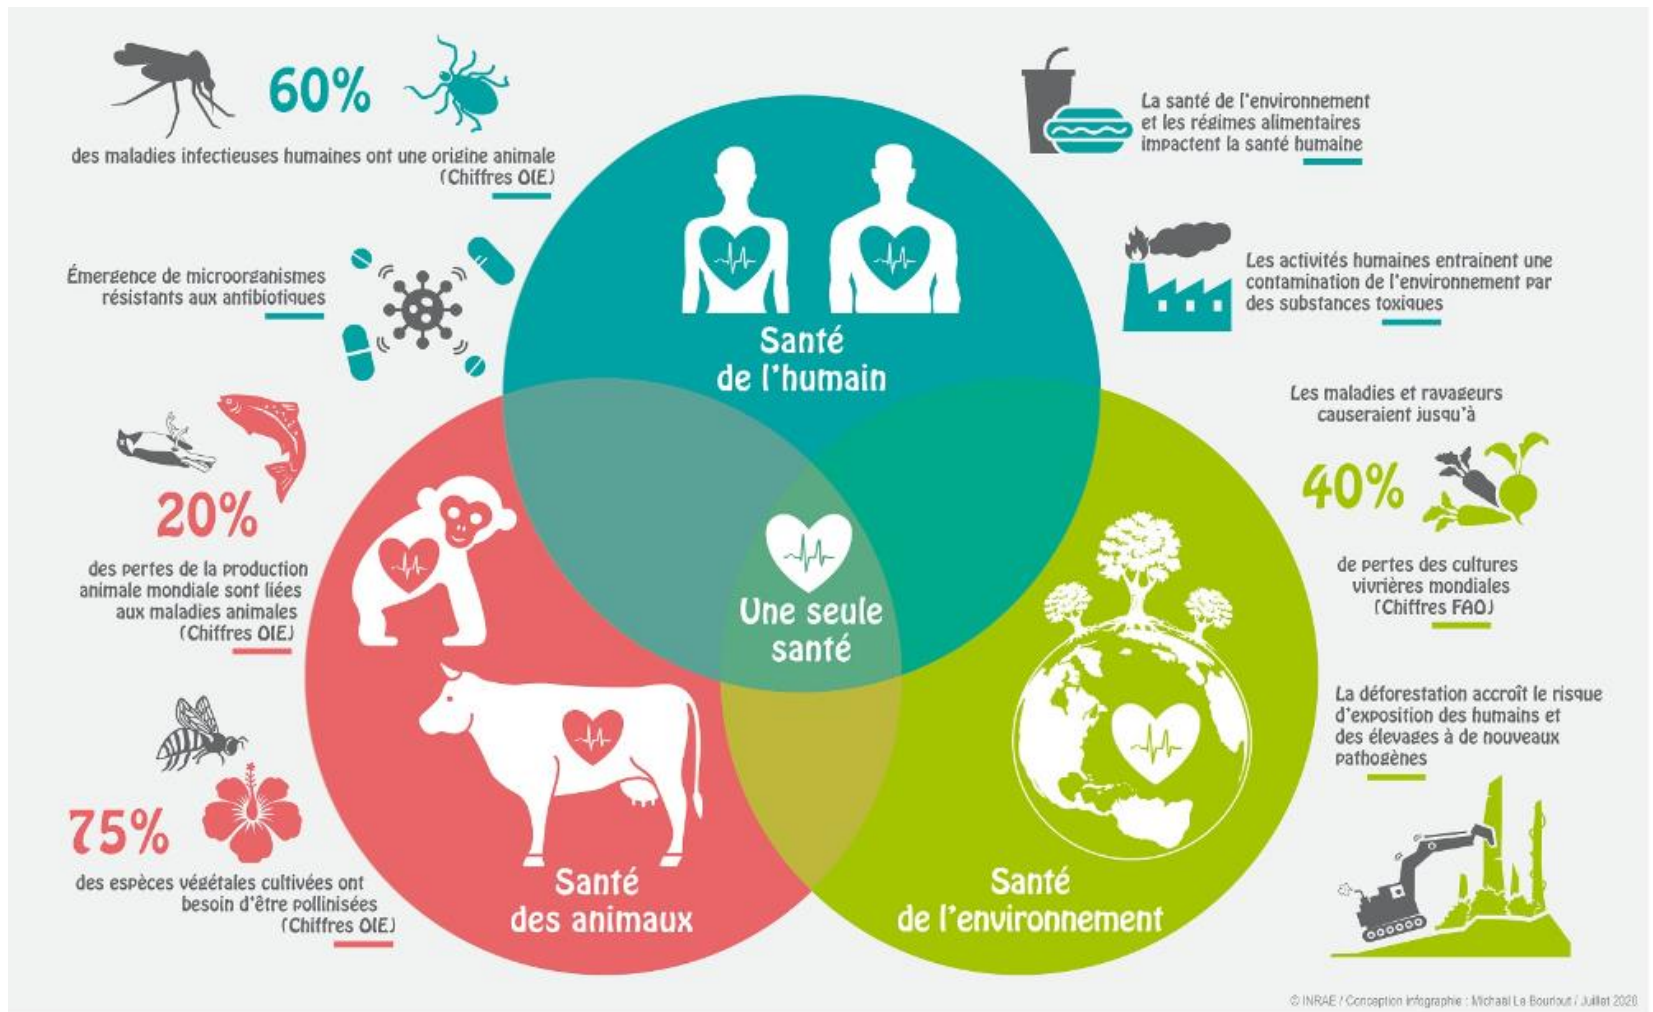 60%
des maladies infectieuses humaines ont une origine animale
(Chiffres OIE)
Émergence de microorganismes
résistants aux antibiotiques
20%
des pertes de la production
animale mondiale sont liées
aux maladies animales
(Chiffres OIE)
75%
des espèces végétales cultivées ont
besoin d'être pollinisées
(Chiffres OIE)
Santé
de l'humain
Une seule
santé
Santé
des animaux
Santé
de l'environnement
La santé de l'environnement
et les régimes alimentaires
impactent la santé humaine
Les activités humaines entrainent une
contamination de l'environnement par
des substances toxiques
Les maladies et ravageurs
causeraient jusqu'à
40%
de pertes des cultures
vivrières mondiales
(Chiffres FAO)
La déforestation accroît le risque
d'exposition des humains et
des élevages à de nouveaux
pathogènes
© INRAE / Conception infographie : Michaël Le Bourlout / Juillet 2020